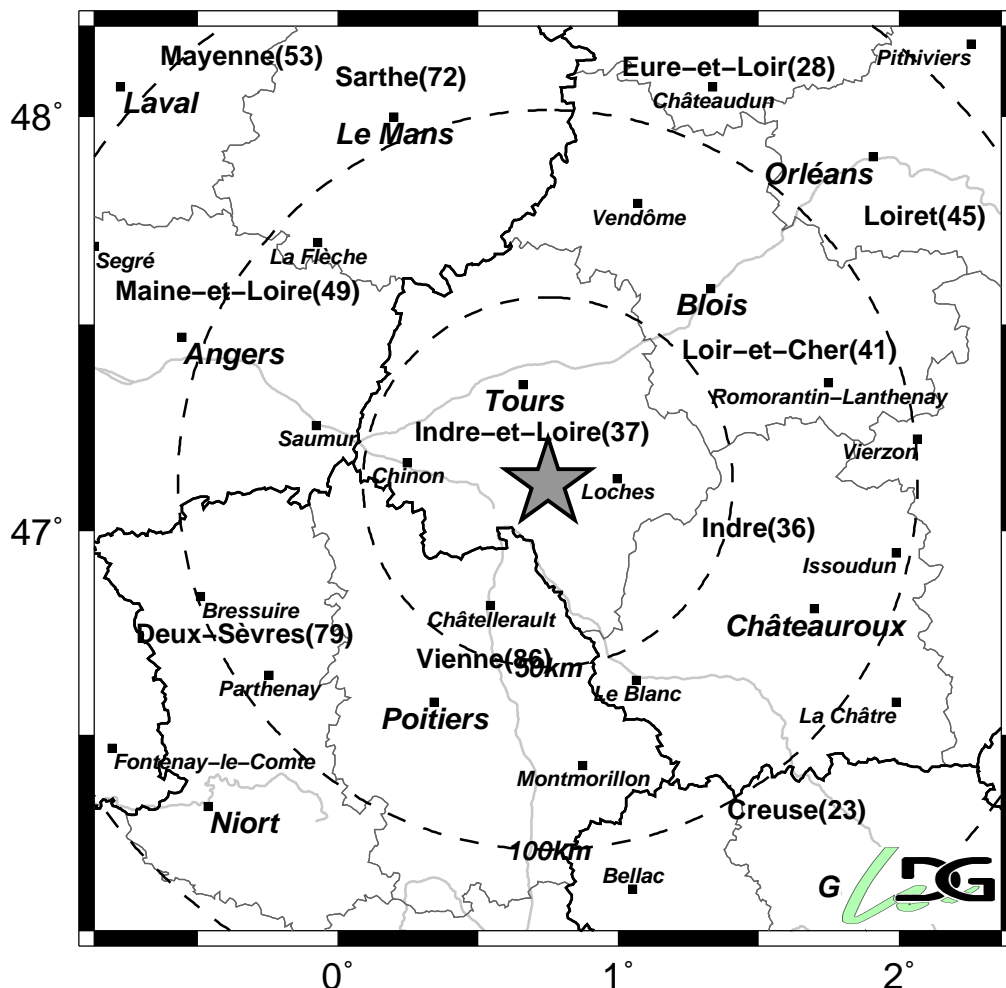 Mayenne(53)
Sarthe(72)
Eure–et–Loir(28)
Pithiviers
Laval
Châteaudun
48°
Le Mans
Orléans
Vendôme
Loiret(45)
La Flèche
Segré
Maine–et–Loire(49)
Blois
Angers
Loir–et–Cher(41)
Romorantin–Lanthenay
Tours
Indre–et–Loire(37)
Saumur
Vierzon
Chinon
Loches
47°
Indre(36)
Issoudun
Bressuire
Châtellerault
Châteauroux
Deux–Sèvres(79)
Vienne(86)
50km
Parthenay
Le Blanc
Poitiers
La Châtre
Fontenay–le–Comte
Montmorillon
Niort
Creuse(23)
100km
Bellac
G
DG
0°
1°
2°